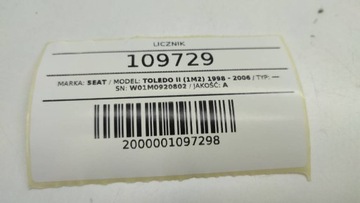 LICZNIK
109729
MARKA: SEAT / MODEL: TOLEDO II (1M2) 1998 - 2006 / TYP: —
SN: W01M0920802 / JAKOŚĆ: A
2000001097298